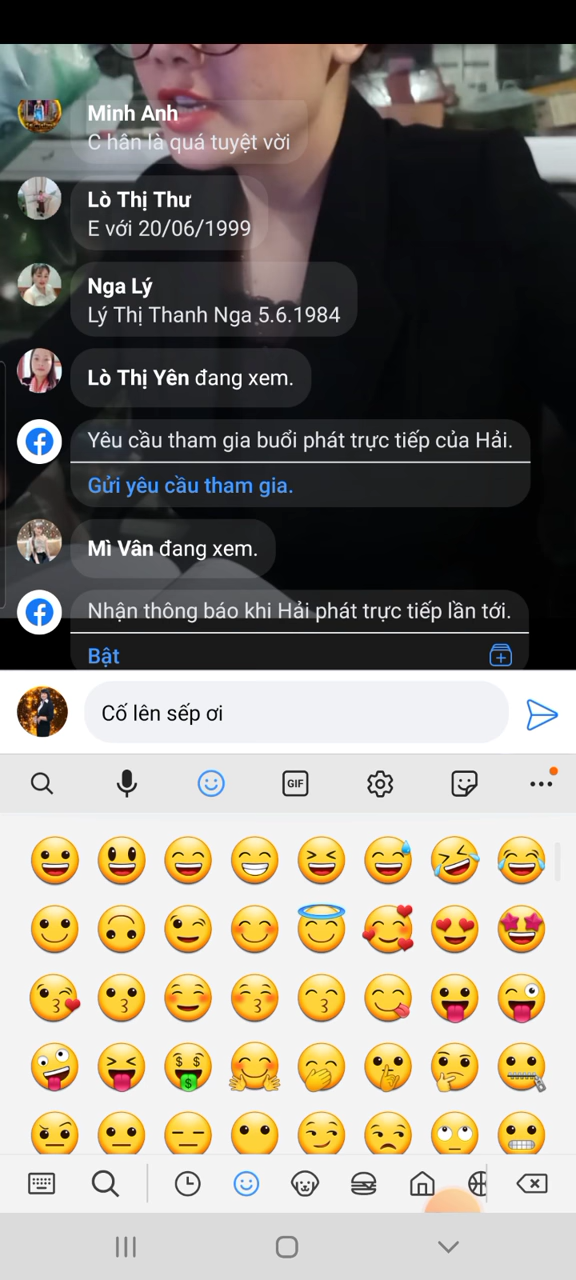 Minh Anh
C hân là quá tuyệt vời
Lò Thị Thư
E với 20/06/1999
Nga Lý
Lý Thị Thanh Nga 5.6.1984
Lò Thị Yên đang xem.
Yêu cầu tham gia buổi phát trực tiếp của Hải.
Gửi yêu cầu tham gia.
Mì Vân đang xem.
Nhận thông báo khi Hải phát trực tiếp lần tới.
Bật
Cố lên sếp ơi
GIF